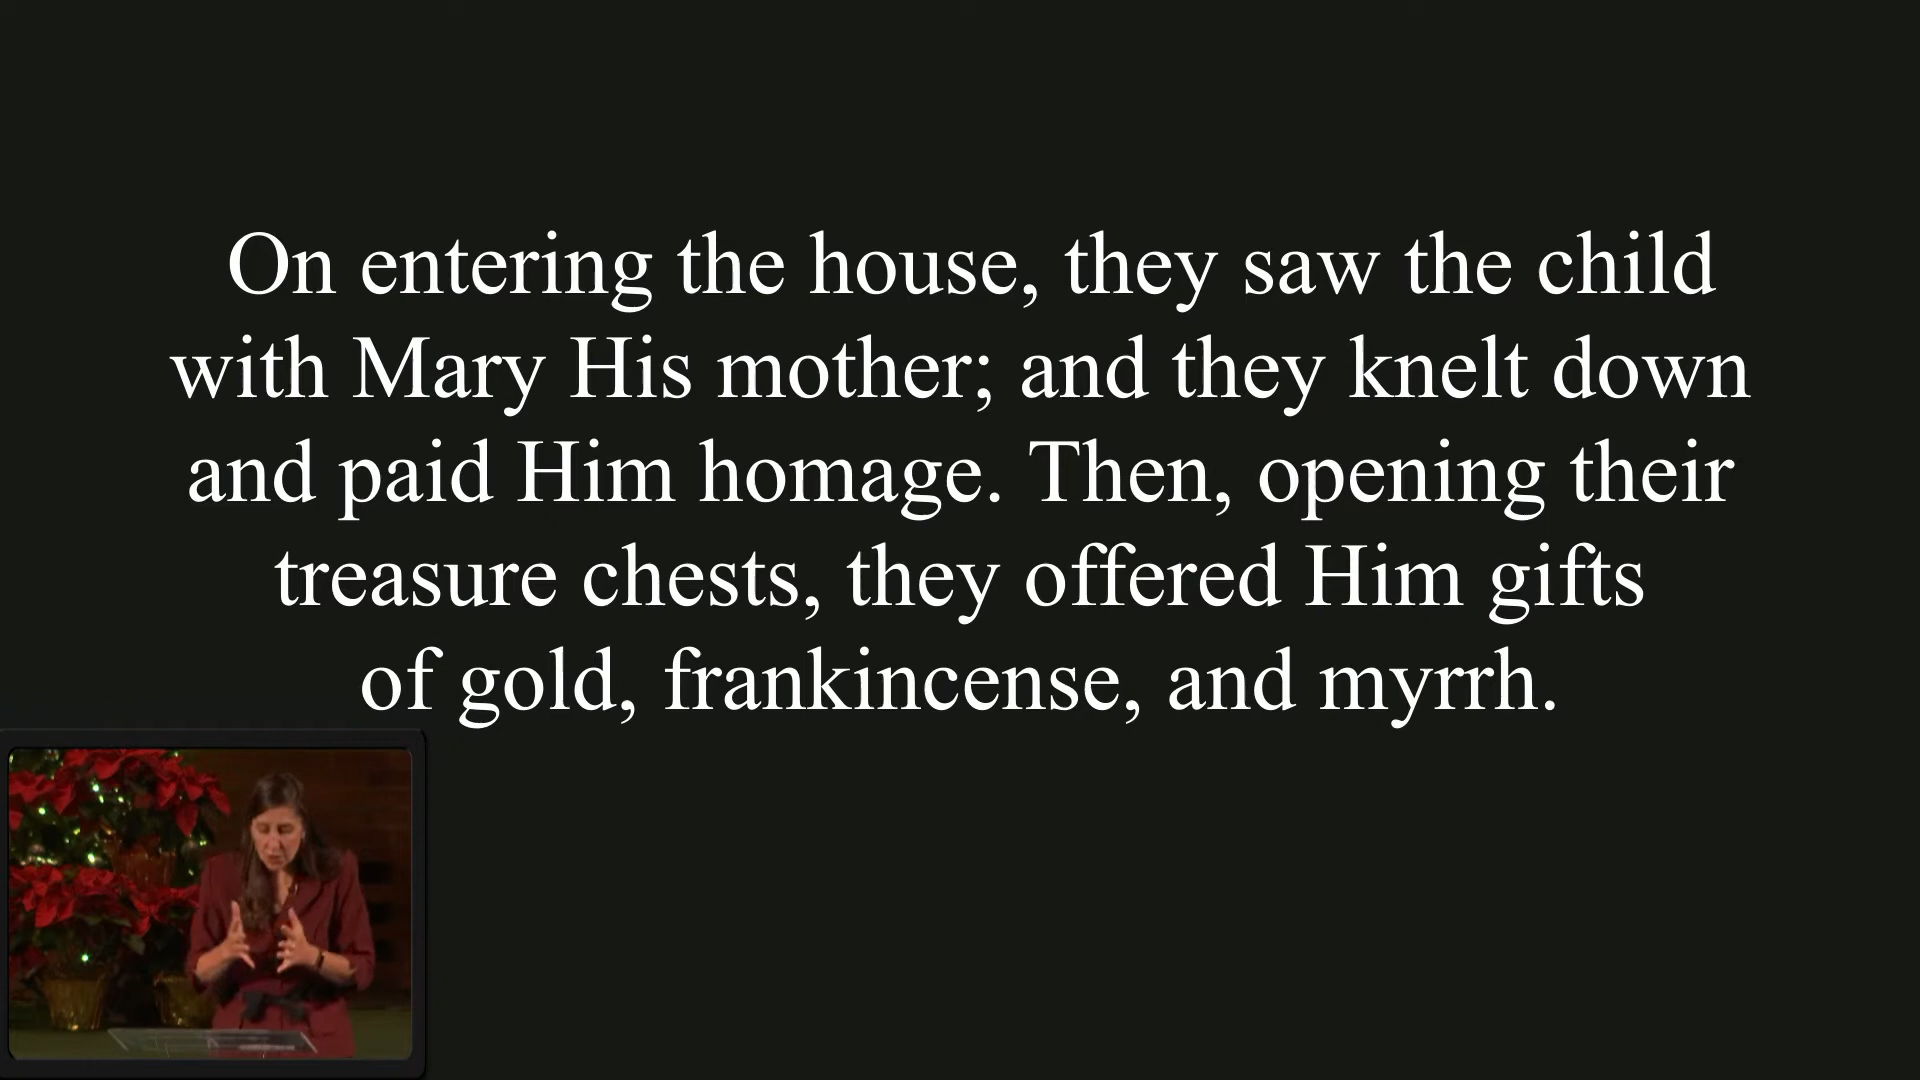 On entering the house, they saw the child
with Mary His mother; and they knelt down
and paid Him homage. Then, opening their
treasure chests, they offered Him gifts
of gold, frankincense, and myrrh.